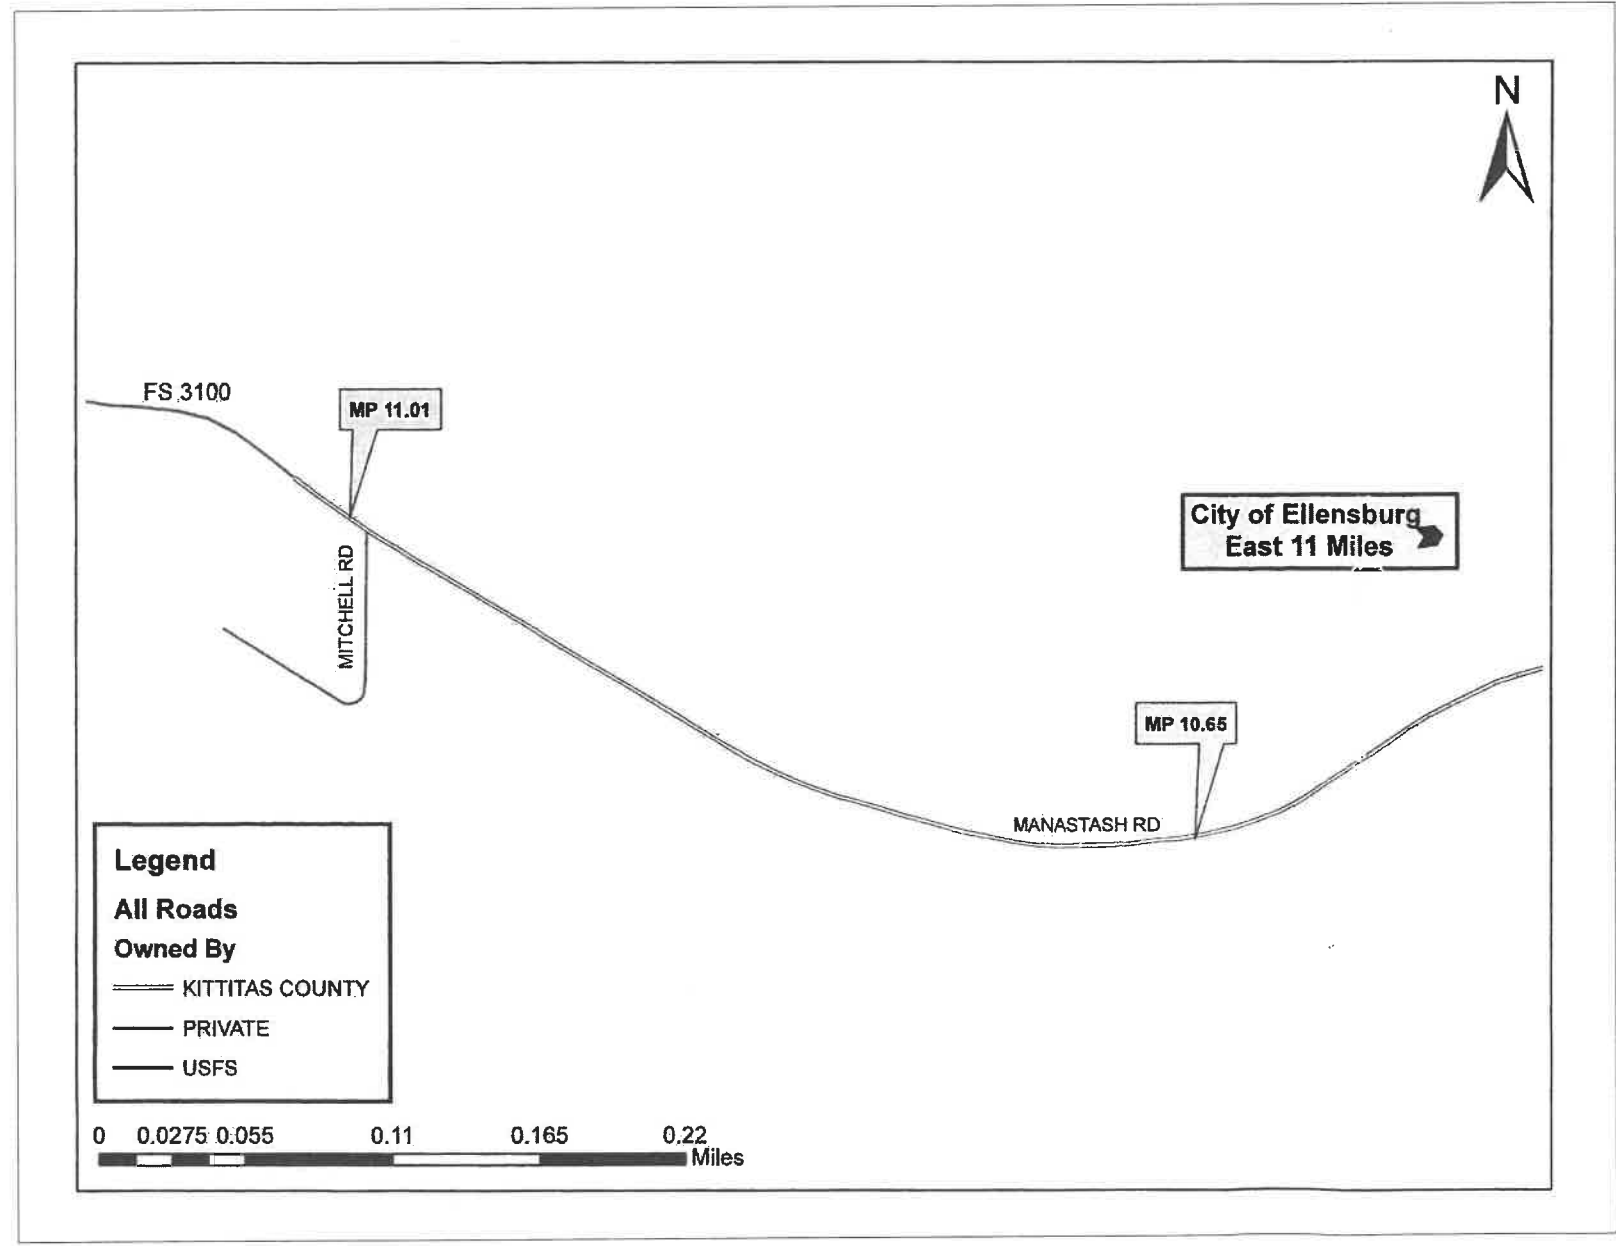 N
FS 3100
MP 11.01
City of Ellensburg
East 11 Miles
MITCHELL RD
MP 10.65
MANASTASH RD
Legend
All Roads
Owned By
KITTITAS COUNTY
PRIVATE
USFS
0 0.0275 0.055 0.11 0.165 0.22
Miles